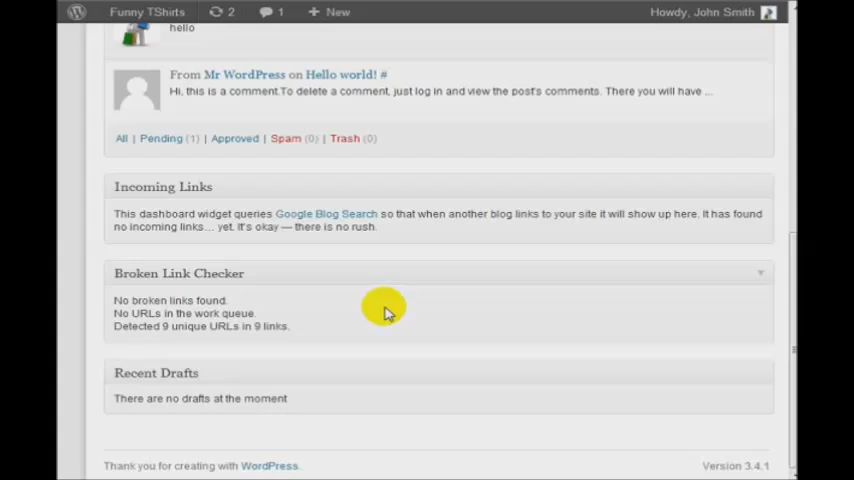 Funny TShirts 2 1 + New Howdy, John Smith
hello
From Mr WordPress on Hello world! #
Hi, this is a comment.To delete a comment, just log in and view the post's comments. There you will have ...
All | Pending (1) | Approved | Spam (0) | Trash (0)
Incoming Links
This dashboard widget queries Google Blog Search so that when another blog links to your site it will show up here. It has found
no incoming links... yet. It's okay — there is no rush.
Broken Link Checker
No broken links found.
No URLs in the work queue.
Detected 9 unique URLs in 9 links.
Recent Drafts
There are no drafts at the moment
Thank you for creating with WordPress. Version 3.4.1